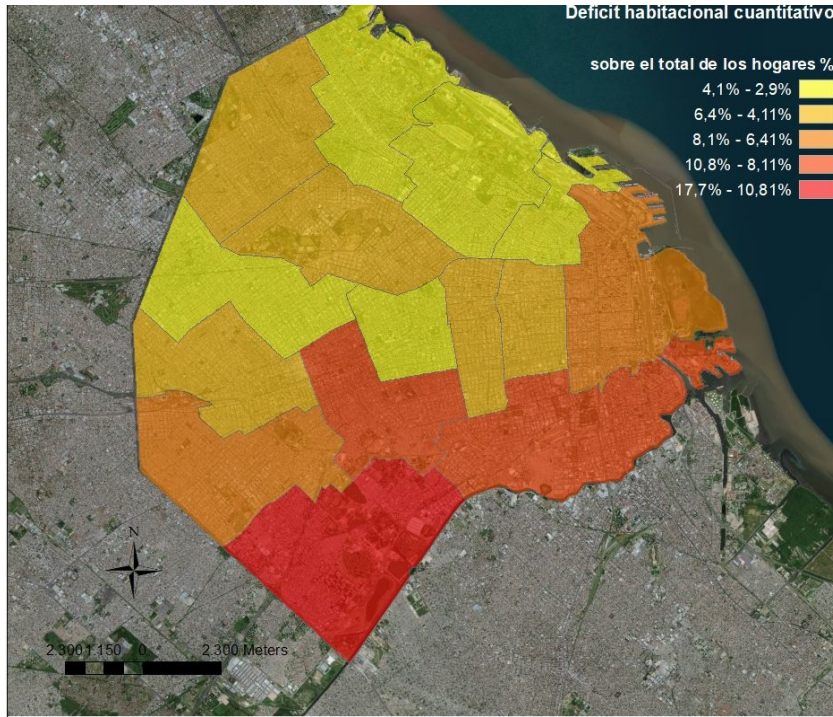 Deficit habitacional cuantitativo
sobre el total de los hogares %
4,1% - 2,9%
6,4% - 4,11%
8,1% - 6,41%
10,8% - 8,11%
17,7% - 10,81%
N
2.300 1.150 0 2.300 Meters